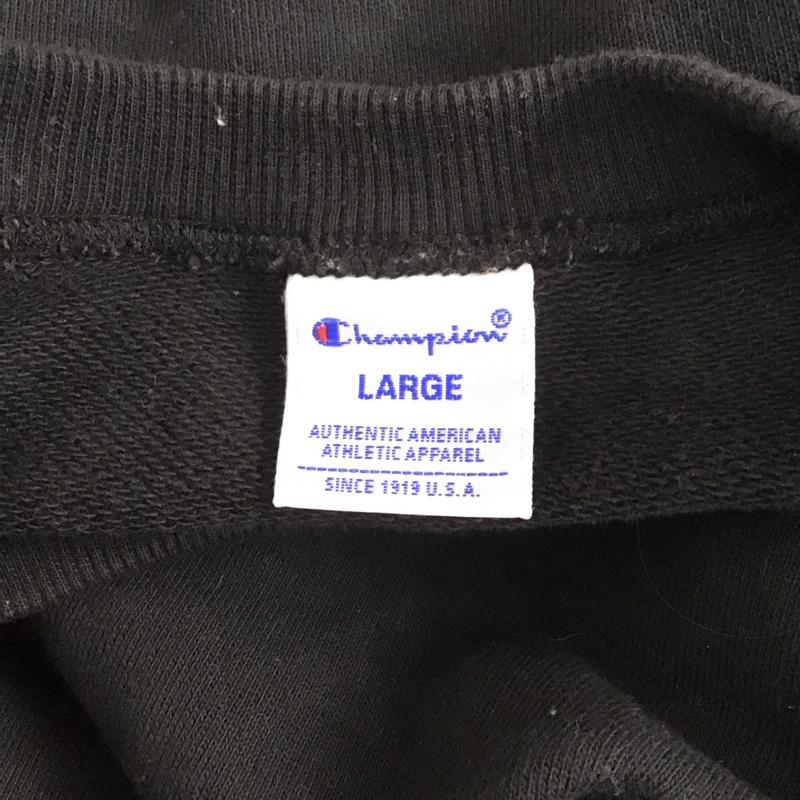 Champion®
LARGE
AUTHENTIC AMERICAN
ATHLETIC APPAREL
SINCE 1919 U.S.A.